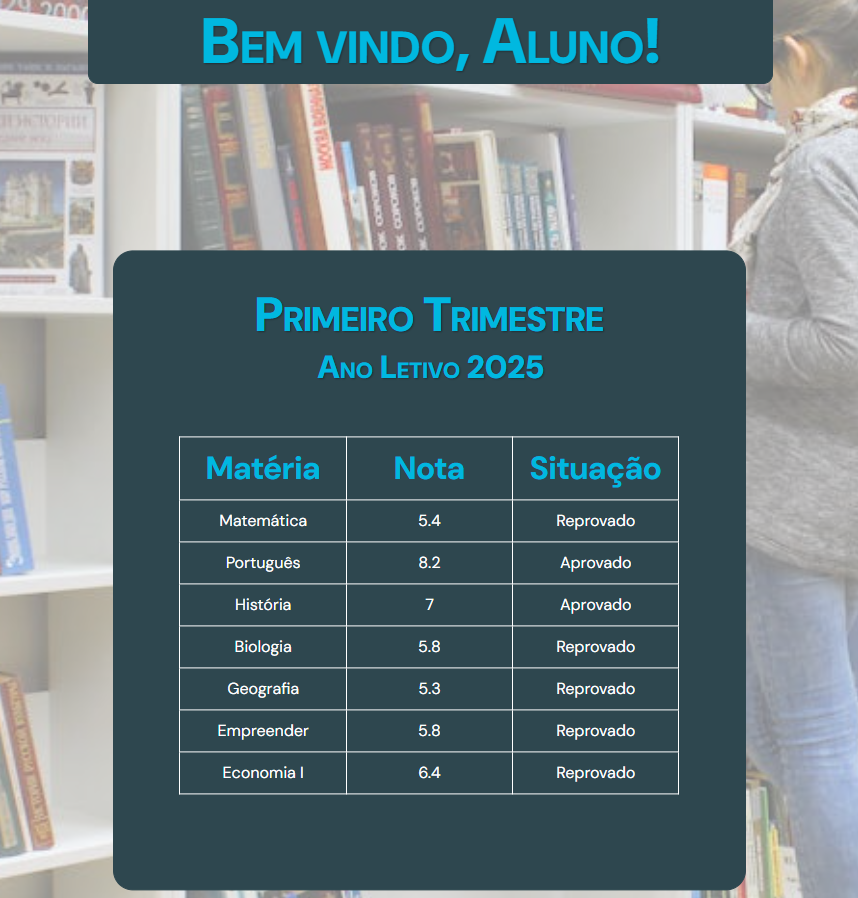 Bem vindo, Aluno!
Primeiro Trimestre
Ano Letivo 2025
Matéria Nota Situação
Matemática 5.4 Reprovado
Português 8.2 Aprovado
História 7 Aprovado
Biologia 5.8 Reprovado
Geografia 5.3 Reprovado
Empreender 5.8 Reprovado
Economia I 6.4 Reprovado